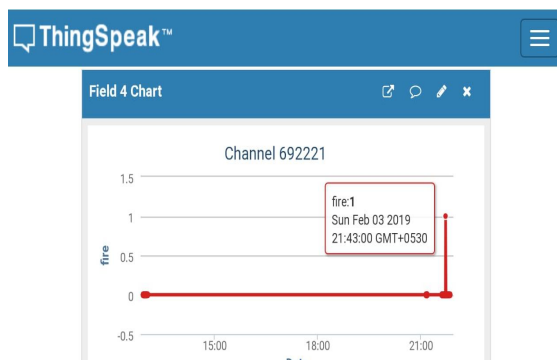 ThingSpeak™
Field 4 Chart
Channel 692221
1.5
fire:1
Sun Feb 03 2019
21:43:00 GMT+0530
1
0.5
fire
0
-0.5
15:00
18:00
21:00